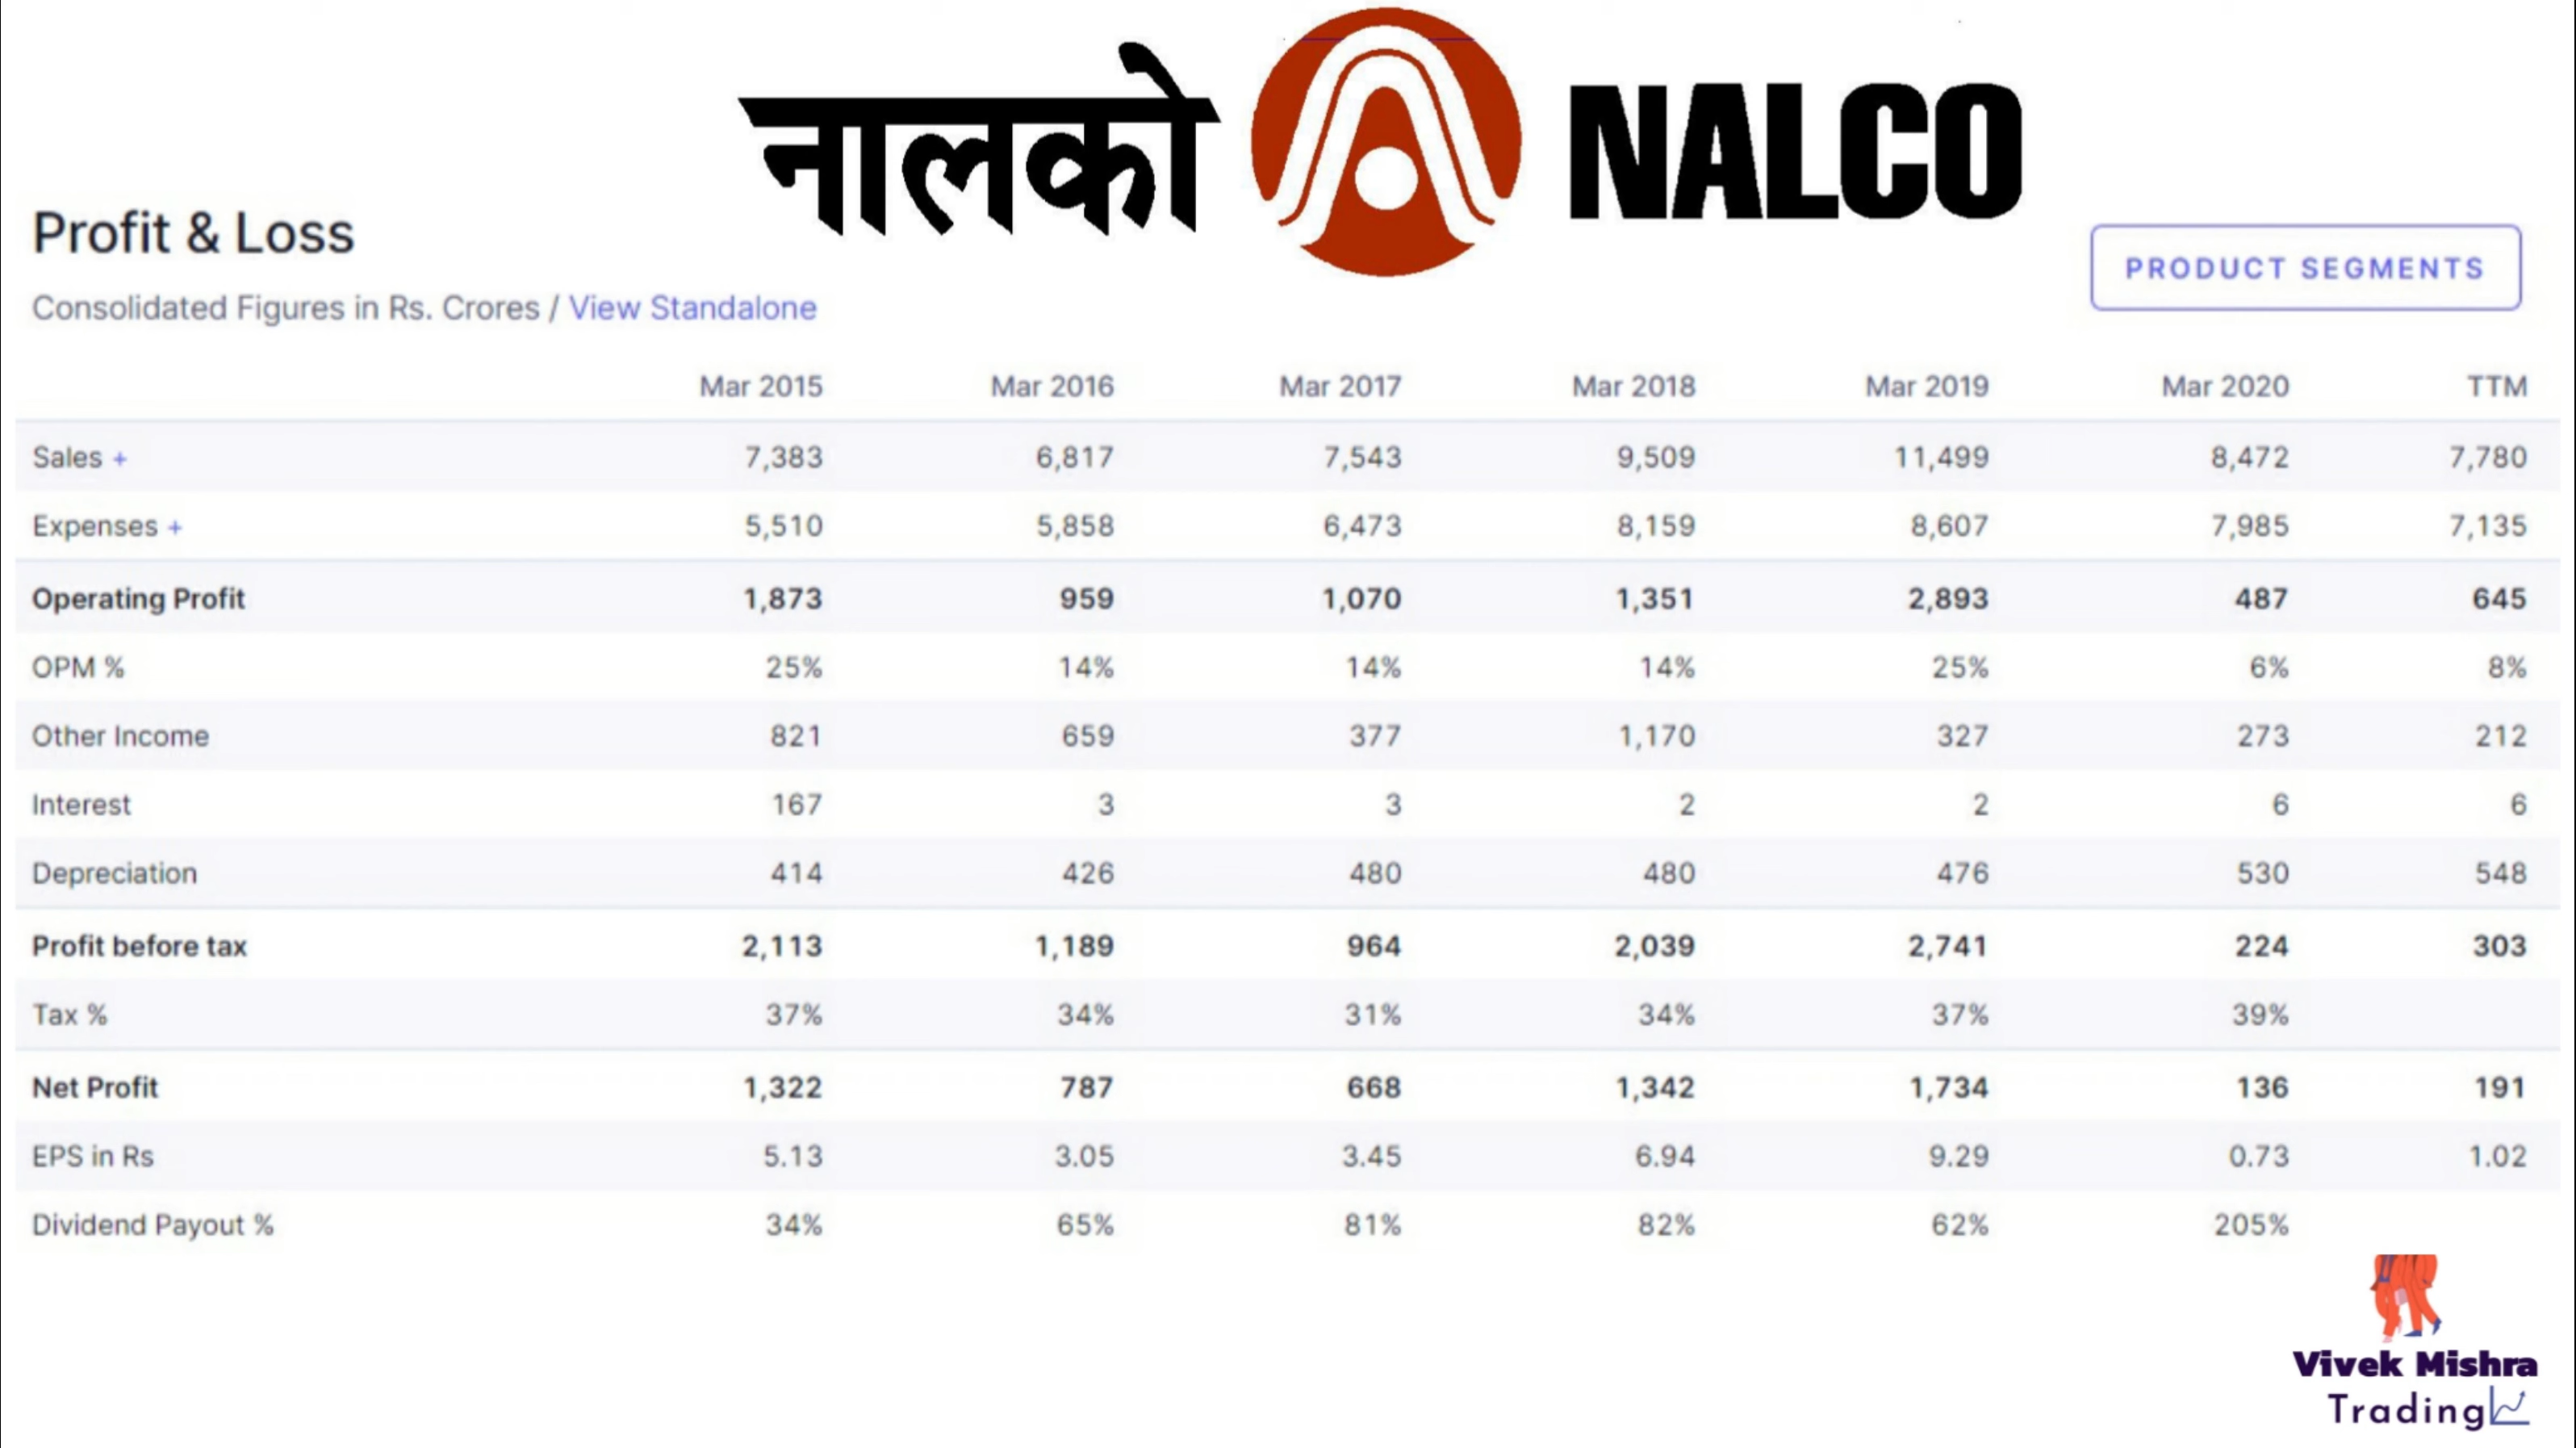 नालको NALCO
Profit & Loss
PRODUCT SEGMENTS
Consolidated Figures in Rs. Crores / View Standalone
Mar 2015 Mar 2016 Mar 2017 Mar 2018 Mar 2019 Mar 2020 TTM
Sales + 7,383 6,817 7,543 9,509 11,499 8,472 7,780
Expenses + 5,510 5,858 6,473 8,159 8,607 7,985 7,135
Operating Profit 1,873 959 1,070 1,351 2,893 487 645
OPM % 25% 14% 14% 14% 25% 6% 8%
Other Income 821 659 377 1,170 327 273 212
Interest 167 3 3 2 2 6 6
Depreciation 414 426 480 480 476 530 548
Profit before tax 2,113 1,189 964 2,039 2,741 224 303
Tax % 37% 34% 31% 34% 37% 39%
Net Profit 1,322 787 668 1,342 1,734 136 191
EPS in Rs 5.13 3.05 3.45 6.94 9.29 0.73 1.02
Dividend Payout % 34% 65% 81% 82% 62% 205%
Vivek Mishra
Trading